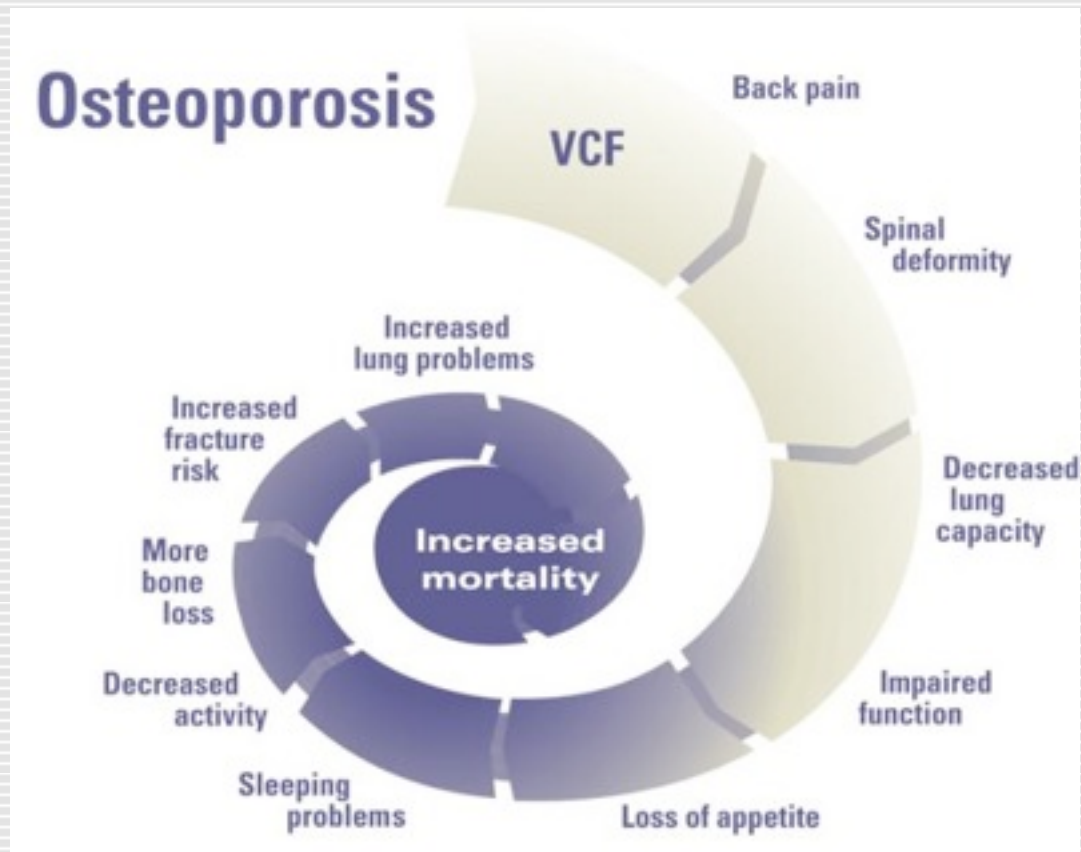 Osteoporosis
VCF
Back pain
Spinal
deformity
Decreased
lung
capacity
Impaired
function
Loss of appetite
Sleeping
problems
Decreased
activity
More
bone
loss
Increased
fracture
risk
Increased
lung problems
Increased
mortality